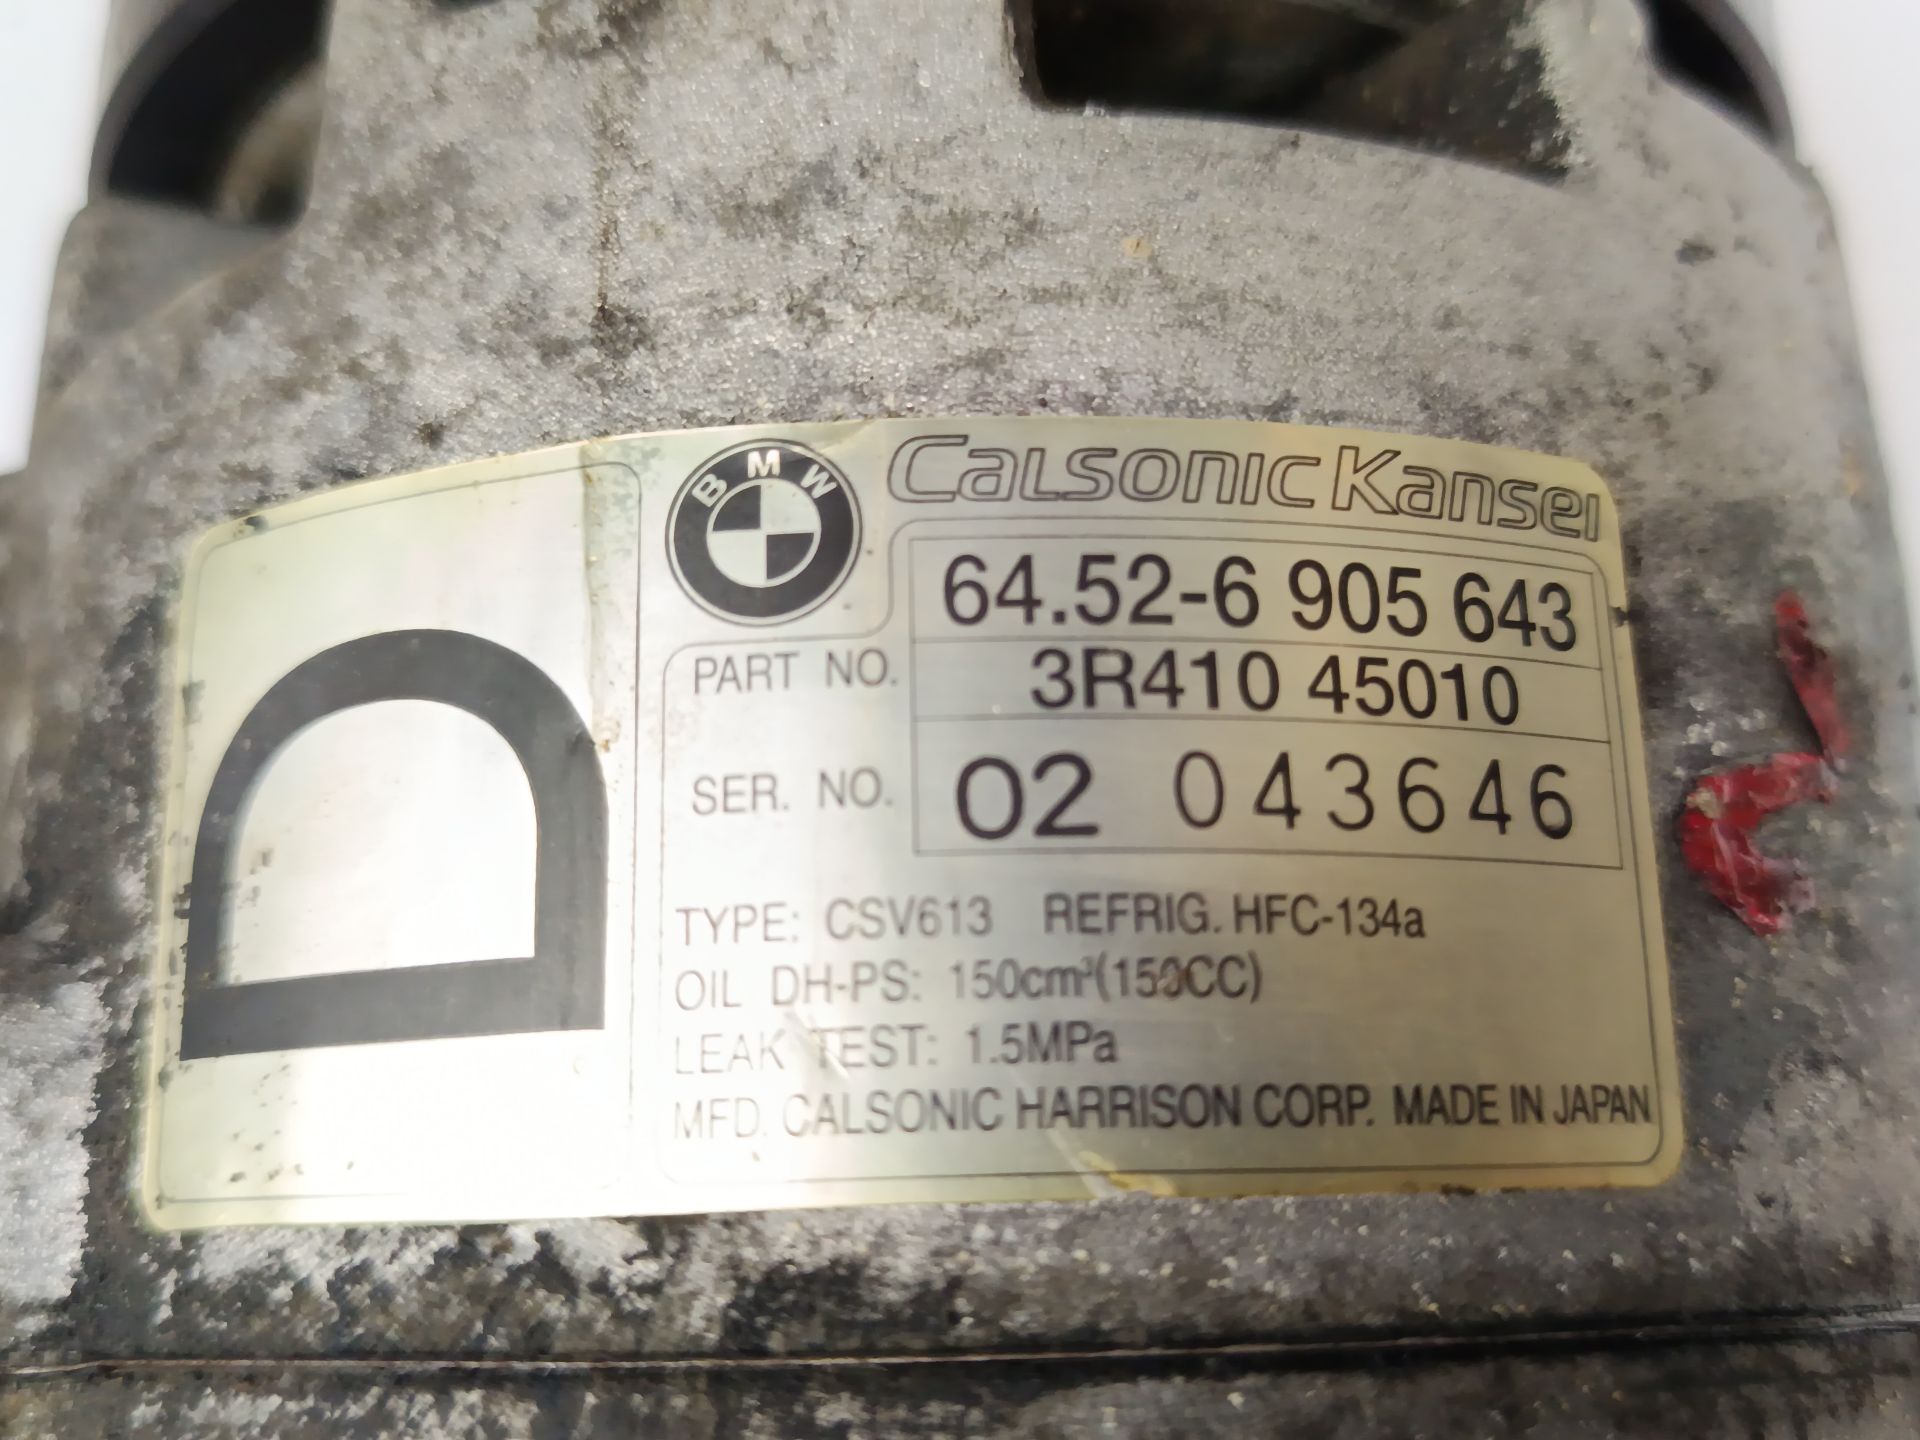 D
BMW
CALSONIC KANSEI
64.52-6 905 643
PART NO. 3R410 45010
SER. NO. 02 043646
TYPE: CSV613 REFRIG. HFC-134a
OIL DH-PS: 150cm³(150CC)
LEAK TEST: 1.5MPa
MFD. CALSONIC HARRISON CORP. MADE IN JAPAN